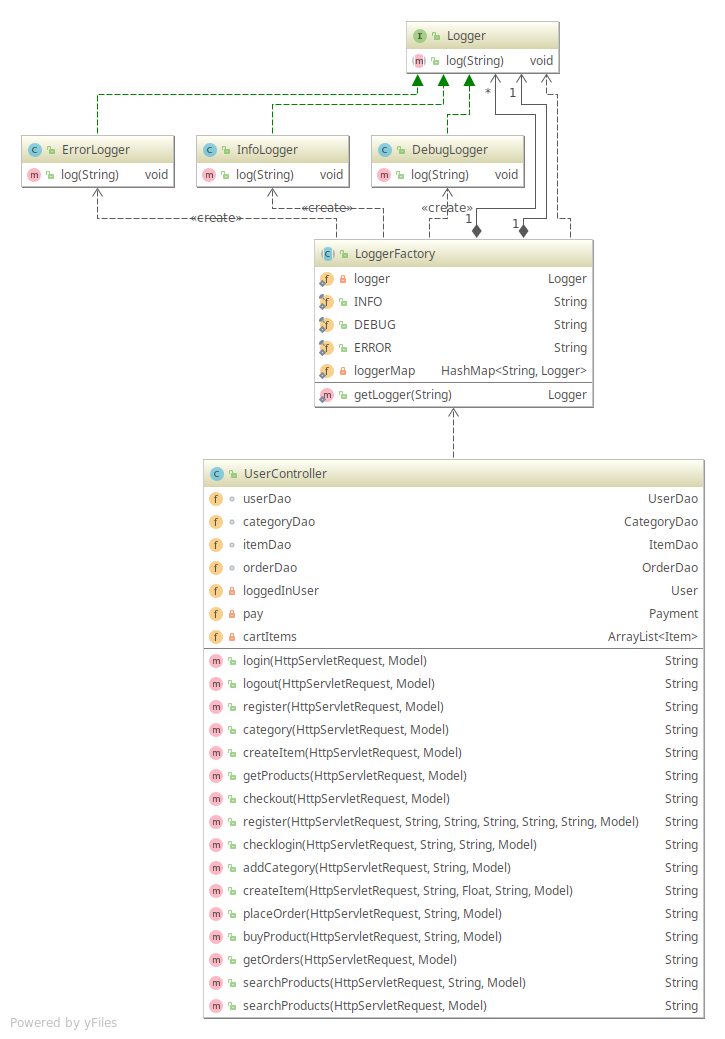 I Logger
m log(String) void
* 1
C ErrorLogger
m log(String) void
C InfoLogger
m log(String) void
C DebugLogger
m log(String) void
«create» «create» «create»
1 1
C LoggerFactory
f logger Logger
f INFO String
f DEBUG String
f ERROR String
f loggerMap HashMap<String, Logger>
m getLogger(String) Logger
C UserController
f userDao UserDao
f categoryDao CategoryDao
f itemDao ItemDao
f orderDao OrderDao
f loggedInUser User
f pay Payment
f cartItems ArrayList<Item>
m login(HttpServletRequest, Model) String
m logout(HttpServletRequest, Model) String
m register(HttpServletRequest, Model) String
m category(HttpServletRequest, Model) String
m createItem(HttpServletRequest, Model) String
m getProducts(HttpServletRequest, Model) String
m checkout(HttpServletRequest, Model) String
m register(HttpServletRequest, String, String, String, String, String, Model) String
m checklogin(HttpServletRequest, String, String, Model) String
m addCategory(HttpServletRequest, String, Model) String
m createItem(HttpServletRequest, String, Float, String, Model) String
m placeOrder(HttpServletRequest, String, Model) String
m buyProduct(HttpServletRequest, String, Model) String
m getOrders(HttpServletRequest, Model) String
m searchProducts(HttpServletRequest, String, Model) String
m searchProducts(HttpServletRequest, Model) String
Powered by yFiles